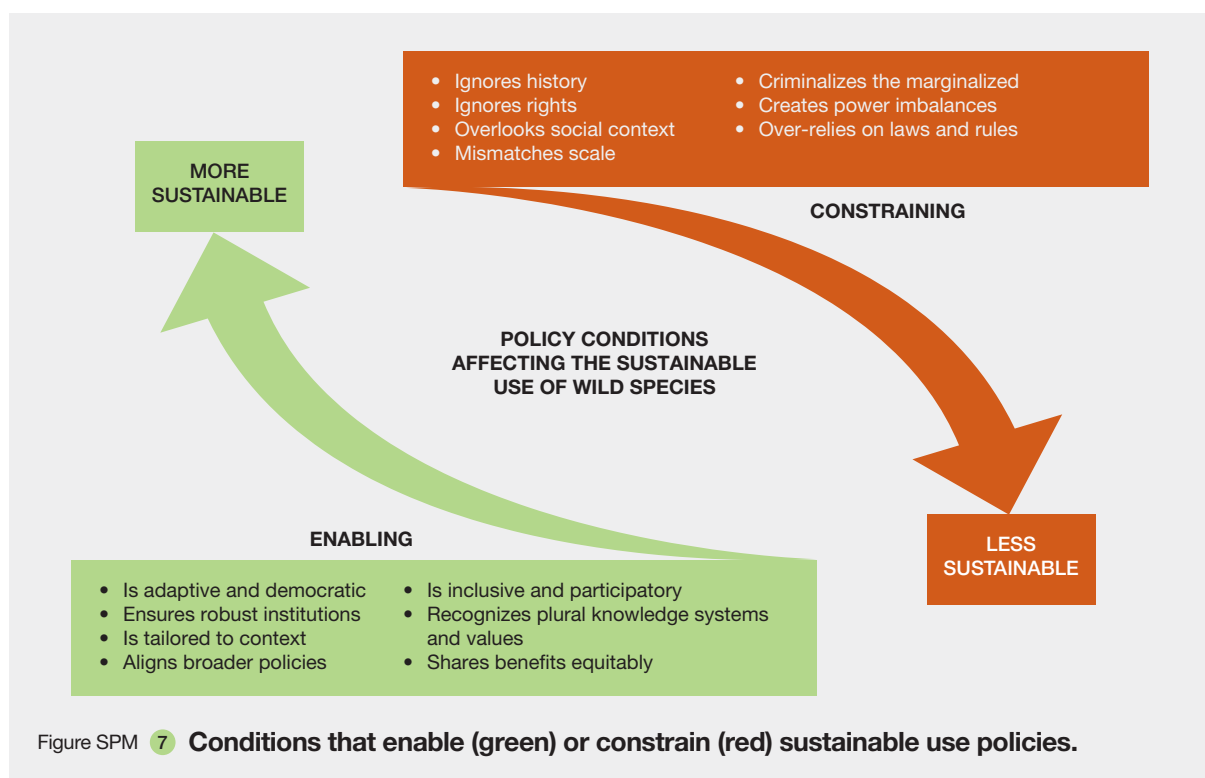 • Ignores history
• Ignores rights
• Overlooks social context
• Mismatches scale
• Criminalizes the marginalized
• Creates power imbalances
• Over-relies on laws and rules
MORE
SUSTAINABLE
CONSTRAINING
POLICY CONDITIONS
AFFECTING THE SUSTAINABLE
USE OF WILD SPECIES
ENABLING
LESS
SUSTAINABLE
• Is adaptive and democratic
• Ensures robust institutions
• Is tailored to context
• Aligns broader policies
• Is inclusive and participatory
• Recognizes plural knowledge systems
and values
• Shares benefits equitably
Figure SPM 7 Conditions that enable (green) or constrain (red) sustainable use policies.